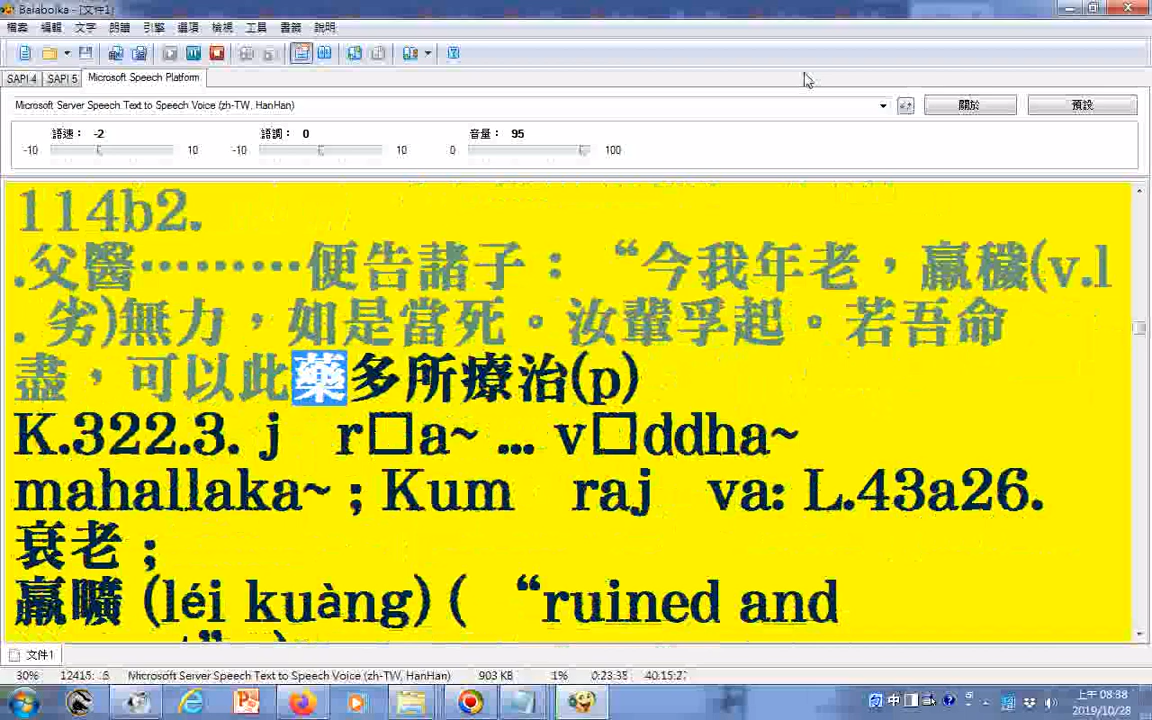 Balabolka - [文件1]
檔案 編輯 文字 朗讀 引擎 選項 檢視 工具 書籤 說明
SAPI 4 SAPI 5 Microsoft Speech Platform
Microsoft Server Speech Text to Speech Voice (zh-TW, HanHan) 關於 預設
語速： -2 語調： 0 音量： 95
-10 10 -10 10 0 100
114b2.
.父醫………便告諸子：“今我年老，羸穢(v.l
. 劣)無力，如是當死。汝輩孚起。若吾命
盡，可以此藥多所療治(p)
K.322.3. j r□a~ ... v□ddha~
mahallaka~ ; Kum raj va: L.43a26.
衰老；
羸曠 (léi kuàng) ( “ruined and
文件1
30% Microsoft Server Speech Text to Speech Voice (zh-TW, HanHan) 903 KB 1% 0:23:35
中 上午 08:38
2019/10/28